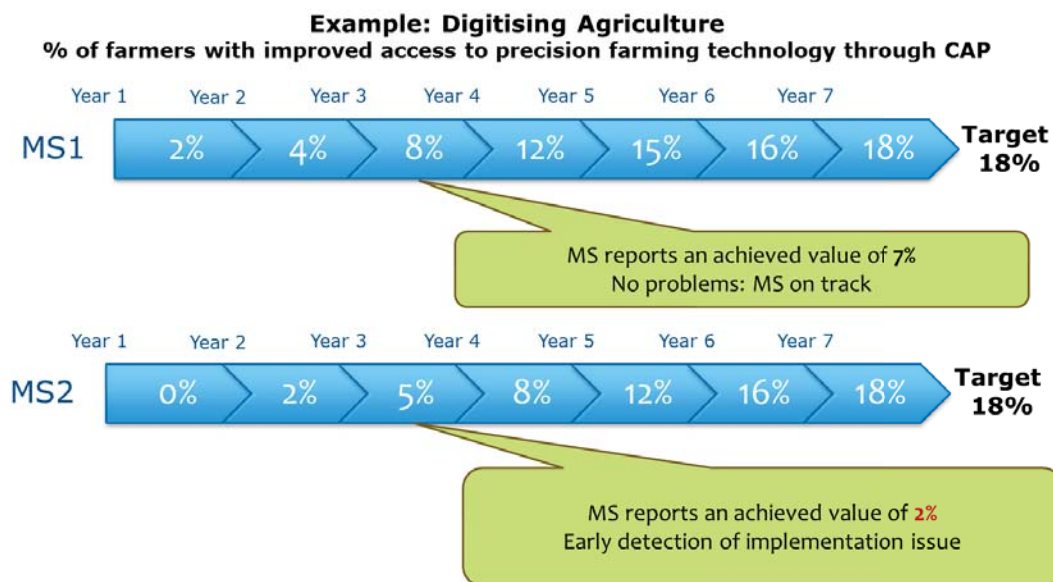 Example: Digitising Agriculture
% of farmers with improved access to precision farming technology through CAP
Year 1 Year 2 Year 3 Year 4 Year 5 Year 6 Year 7
MS1 2% 4% 8% 12% 15% 16% 18% Target 18%
MS reports an achieved value of 7%
No problems: MS on track
Year 1 Year 2 Year 3 Year 4 Year 5 Year 6 Year 7
MS2 0% 2% 5% 8% 12% 16% 18% Target 18%
MS reports an achieved value of 2%
Early detection of implementation issue